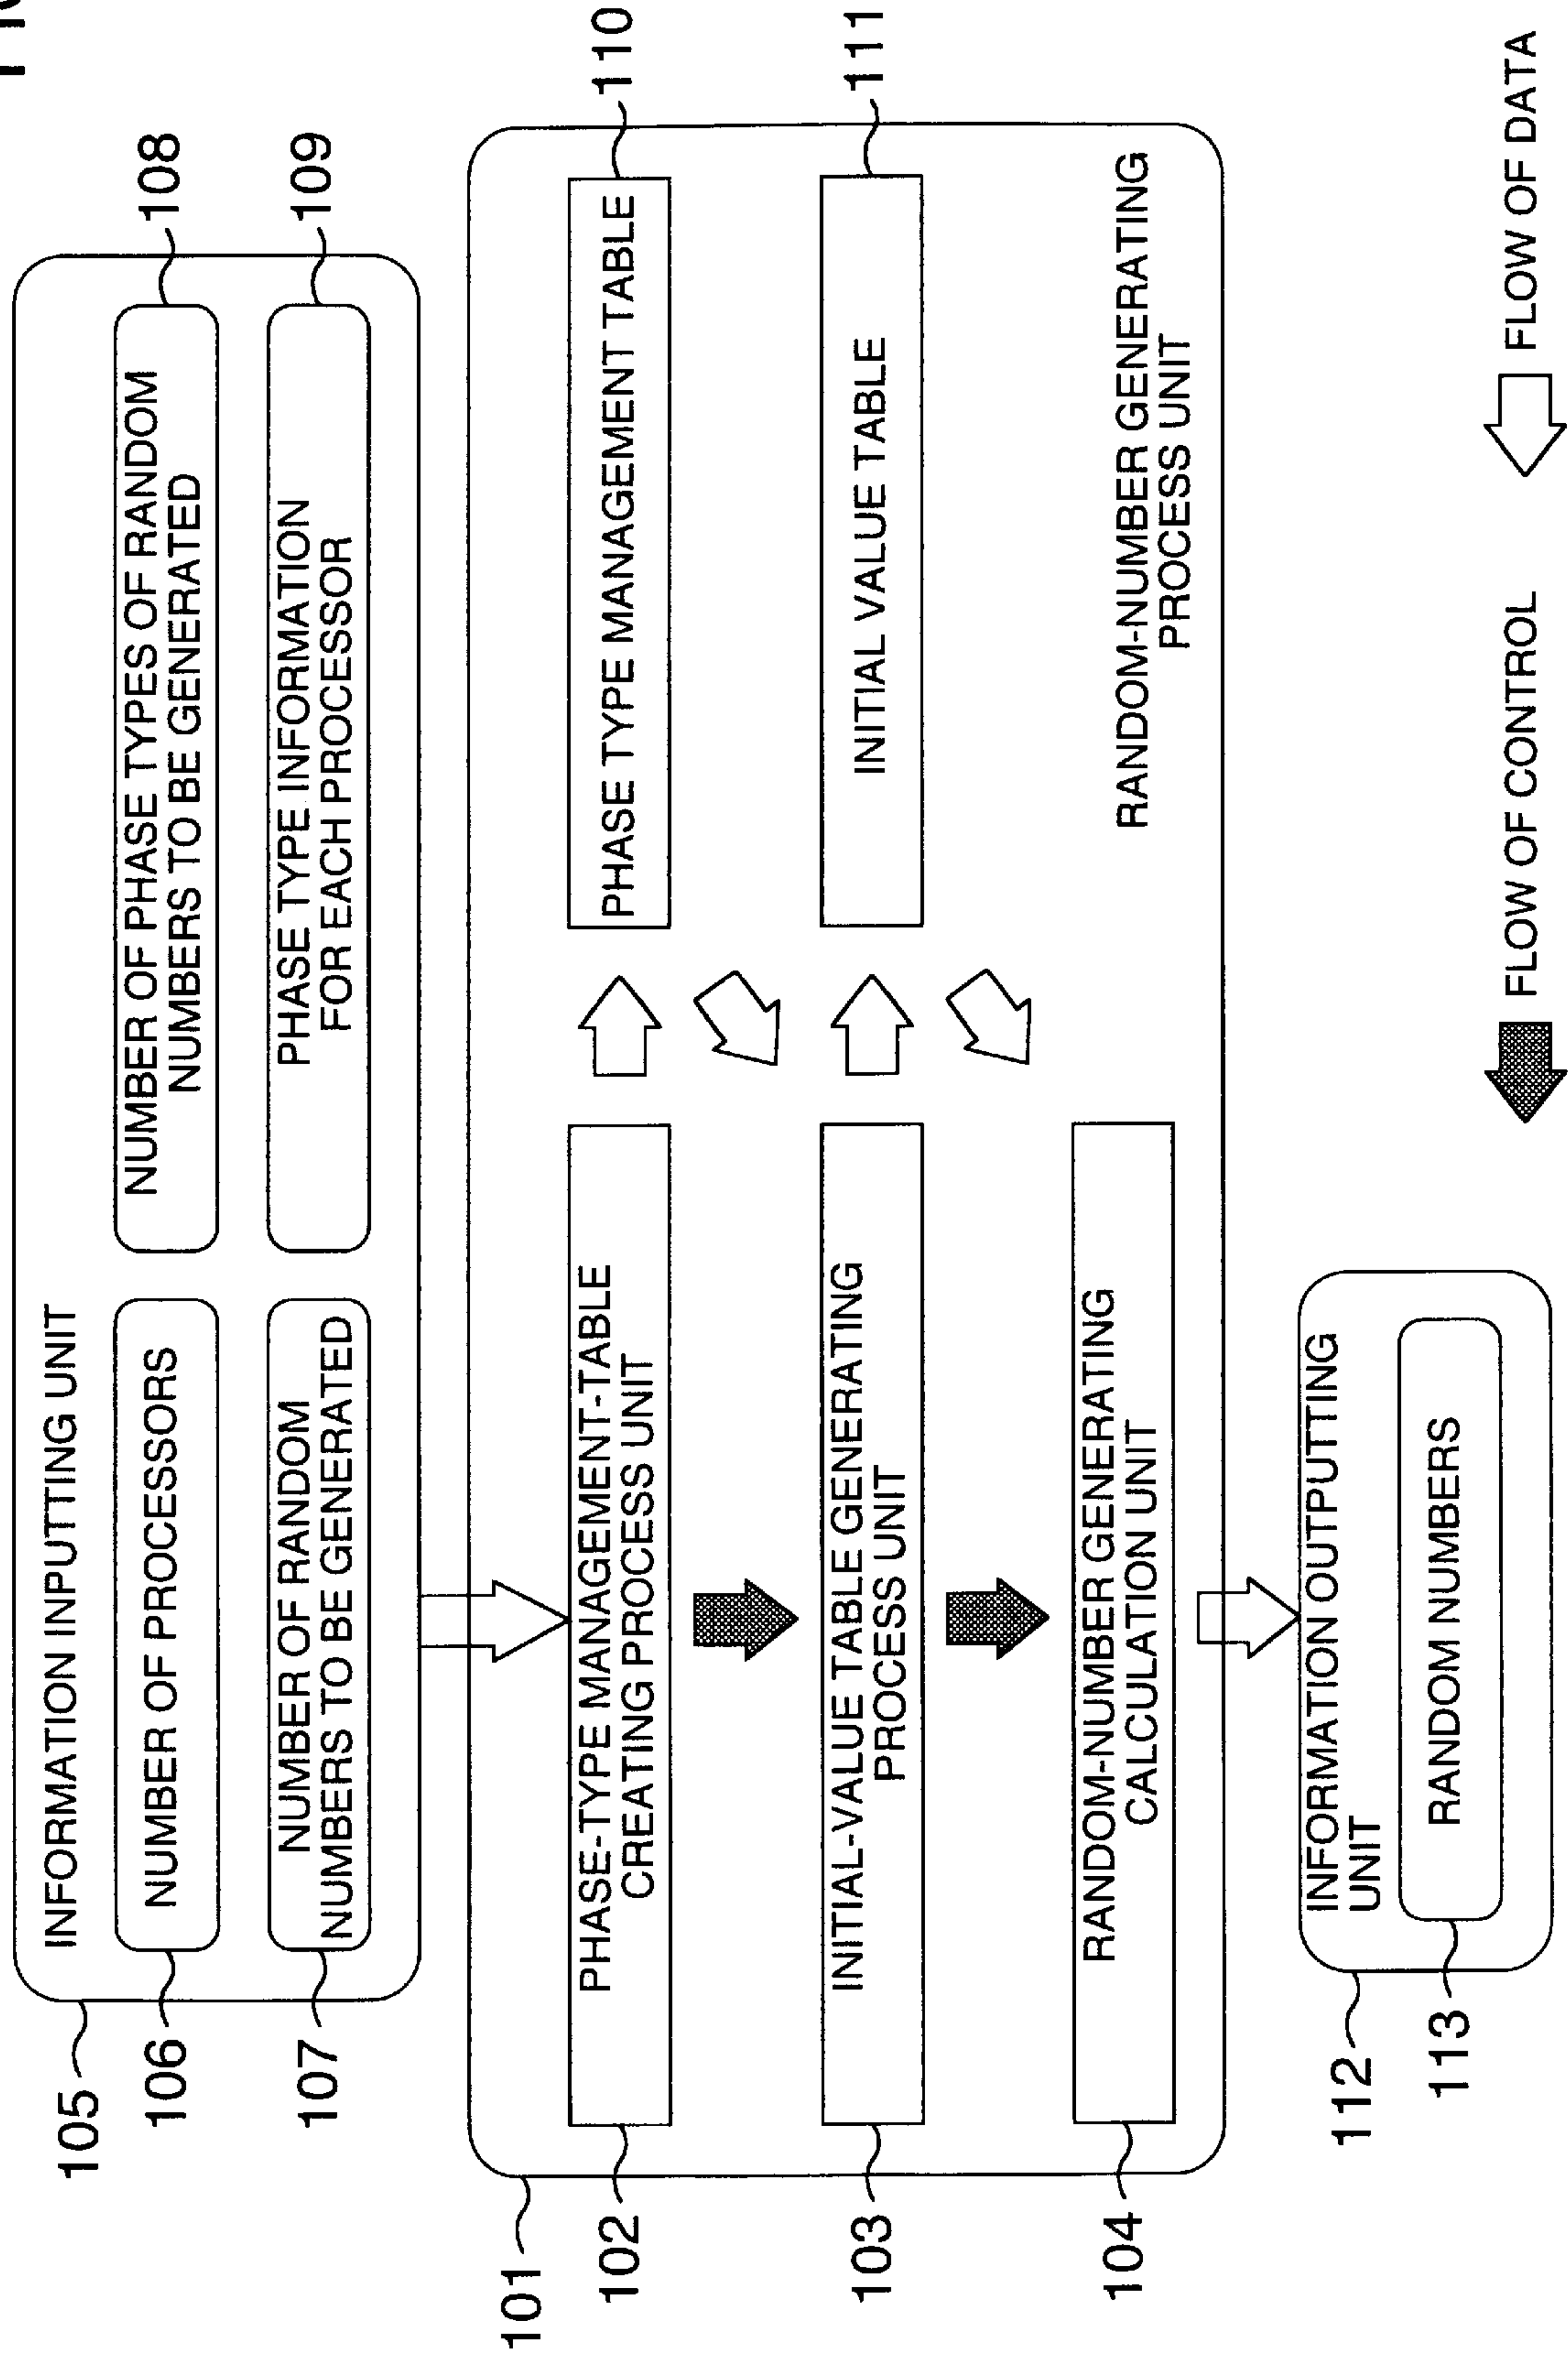 105
INFORMATION INPUTTING UNIT
106
NUMBER OF PROCESSORS
NUMBER OF PHASE TYPES OF RANDOM
NUMBERS TO BE GENERATED
108
107
NUMBER OF RANDOM
NUMBERS TO BE GENERATED
PHASE TYPE INFORMATION
FOR EACH PROCESSOR
109
101
102
PHASE-TYPE MANAGEMENT-TABLE
CREATING PROCESS UNIT
PHASE TYPE MANAGEMENT TABLE
110
103
INITIAL-VALUE TABLE GENERATING
PROCESS UNIT
INITIAL VALUE TABLE
111
104
RANDOM-NUMBER GENERATING
CALCULATION UNIT
RANDOM-NUMBER GENERATING
PROCESS UNIT
112
INFORMATION OUTPUTTING
UNIT
113
RANDOM NUMBERS
FLOW OF CONTROL
FLOW OF DATA